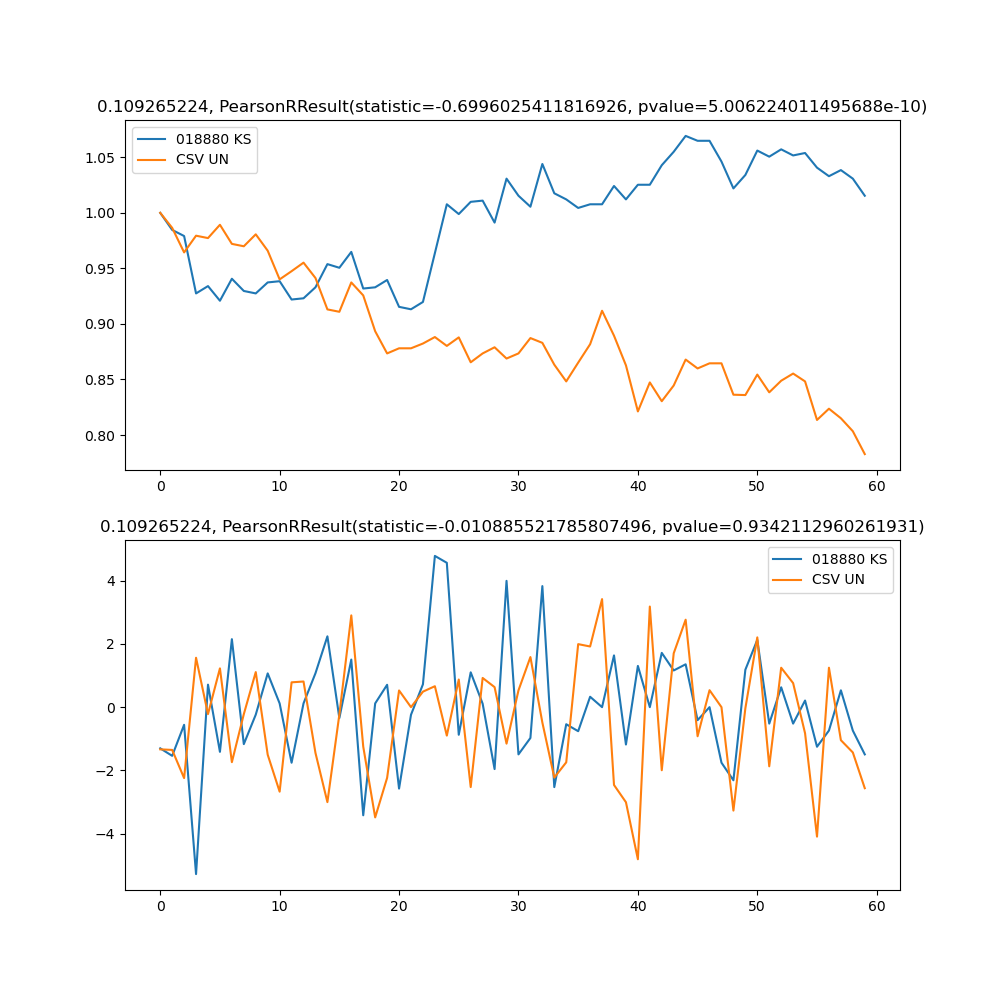 0.109265224, PearsonRResult(statistic=-0.6996025411816926, pvalue=5.006224011495688e-10)
018880 KS
CSV UN
1.05
1.00
0.95
0.90
0.85
0.80
0 10 20 30 40 50 60
0.109265224, PearsonRResult(statistic=-0.010885521785807496, pvalue=0.9342112960261931)
018880 KS
CSV UN
4
2
0
−2
−4
0 10 20 30 40 50 60